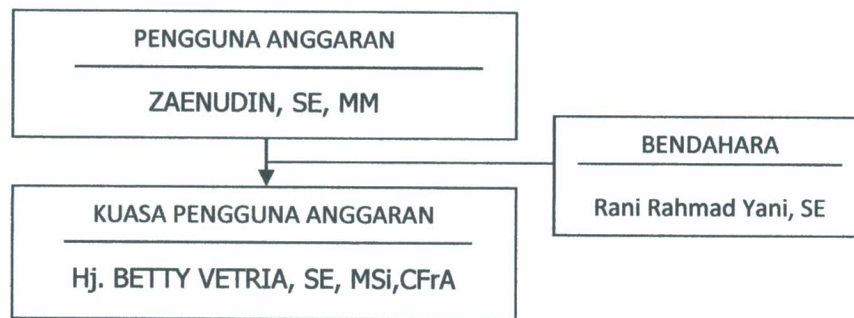 PENGGUNA ANGGARAN
ZAENUDIN, SE, MM
BENDAHARA
Rani Rahmad Yani, SE
KUASA PENGGUNA ANGGARAN
Hj. BETTY VETRIA, SE, MSi,CFrA